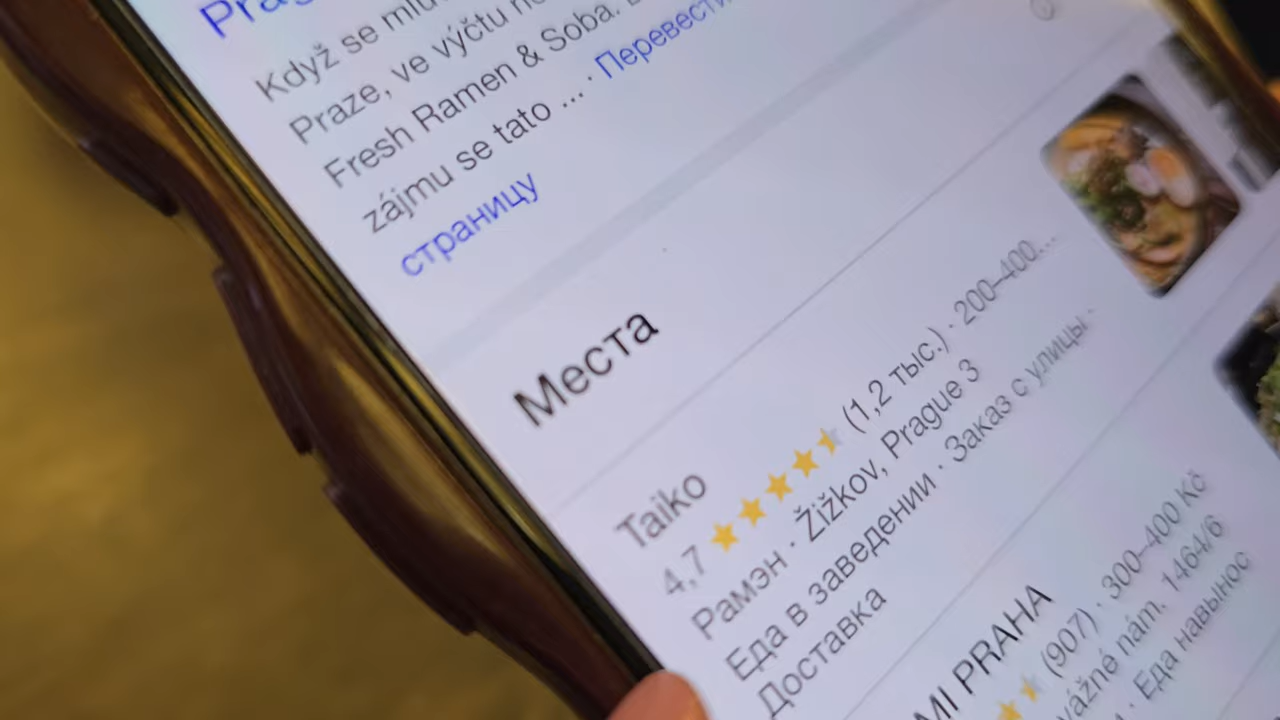 Když se
Praze, ve výčtu
Fresh Ramen & Soba.
zájmu se tato ... · Перевести
страницу
Места
Taiko
4,7 (1,2 тыс.) · 200–400...
Рамэн · Žižkov, Prague 3
Еда в заведении · Заказ с улицы ·
Доставка
MI PRAHA
(907) · 300–400 Kč
nám. 1464/6
· Еда навынос